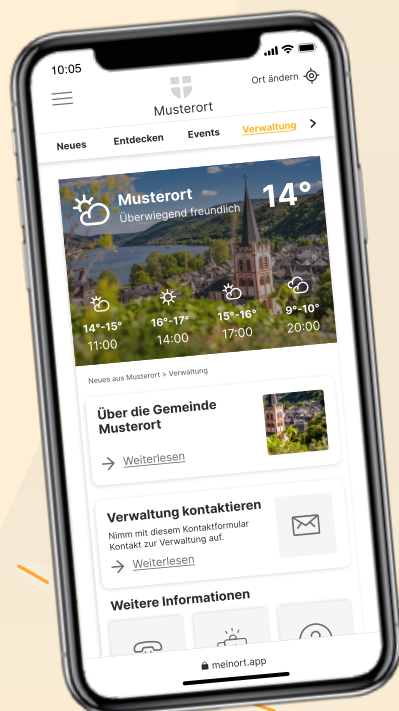 10:05
Ort ändern
Musterort
Neues Entdecken Events Verwaltung
Musterort 14°
Überwiegend freundlich
14°-15° 16°-17° 15°-16° 9°-10°
11:00 14:00 17:00 20:00
Neues aus Musterort > Verwaltung
Über die Gemeinde
Musterort
Weiterlesen
Verwaltung kontaktieren
Nimm mit diesem Kontaktformular
Kontakt zur Verwaltung auf.
Weiterlesen
Weitere Informationen
meinort.app